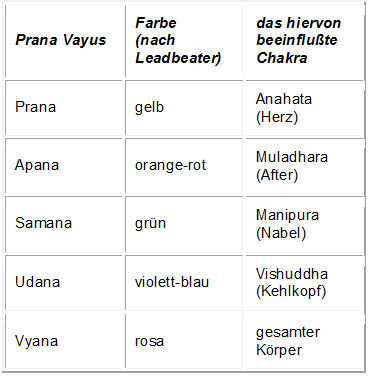 Prana Vayus
Farbe
(nach
Leadbeater)
das hiervon
beeinflußte
Chakra
Prana
gelb
Anahata
(Herz)
Apana
orange-rot
Muladhara
(After)
Samana
grün
Manipura
(Nabel)
Udana
violett-blau
Vishuddha
(Kehlkopf)
Vyana
rosa
gesamter
Körper